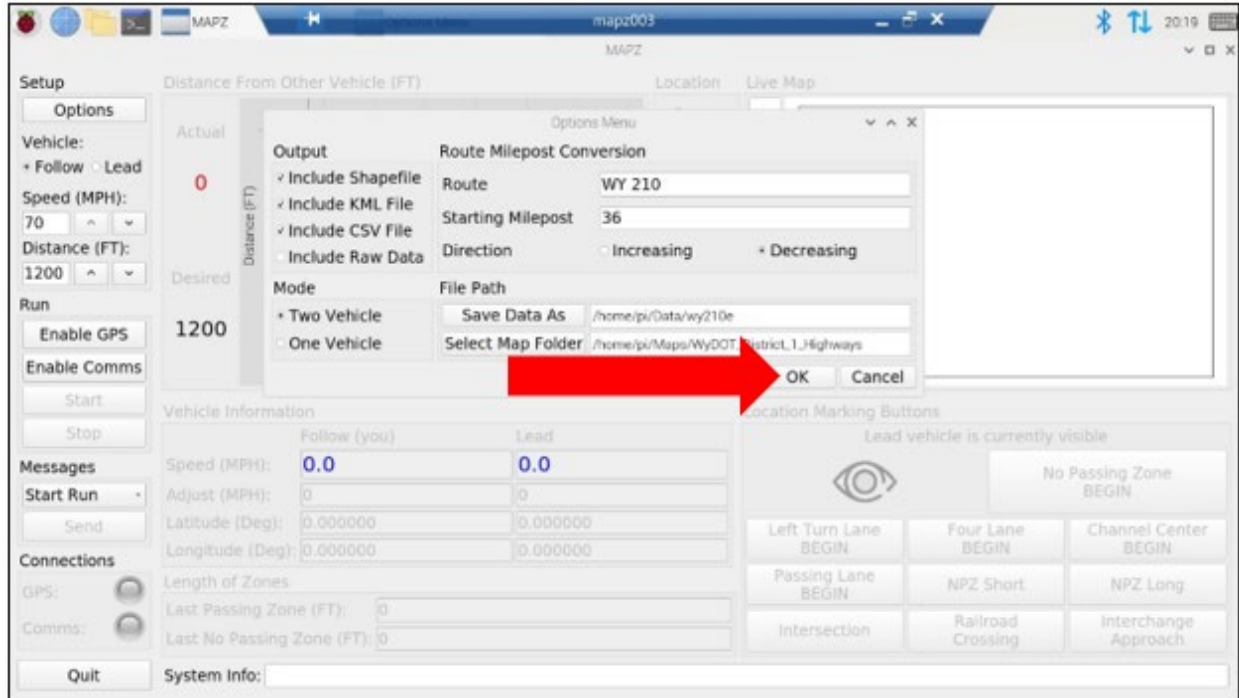 MAPZ
mapz003
20:19
MAPZ
Setup
Options
Vehicle:
Follow Lead
Speed (MPH):
70
Distance (FT):
1200
Run
Enable GPS
Enable Comms
Start
Stop
Messages
Start Run
Send
Connections
GPS:
Comms:
Quit
Distance From Other Vehicle (FT)
Actual
0
Desired
1200
Distance (FT)
Location
Live Map
Options Menu
Output
Include Shapefile
Include KML File
Include CSV File
Include Raw Data
Mode
Two Vehicle
One Vehicle
Route Milepost Conversion
Route WY 210
Starting Milepost 36
Direction Increasing Decreasing
File Path
Save Data As /home/pi/Data/wy210e
Select Map Folder /home/pi/Maps/WyDOT_District_1_Highways
OK Cancel
Vehicle Information
Follow (you) Lead
Speed (MPH): 0.0 0.0
Adjust (MPH): 0 0
Latitude (Deg): 0.000000 0.000000
Longitude (Deg): 0.000000 0.000000
Length of Zones
Last Passing Zone (FT): 0
Last No Passing Zone (FT): 0
Location Marking Buttons
Lead vehicle is currently visible
No Passing Zone
BEGIN
Left Turn Lane
BEGIN
Four Lane
BEGIN
Channel Center
BEGIN
Passing Lane
BEGIN
NPZ Short
NPZ Long
Intersection
Railroad
Crossing
Interchange
Approach
System Info: